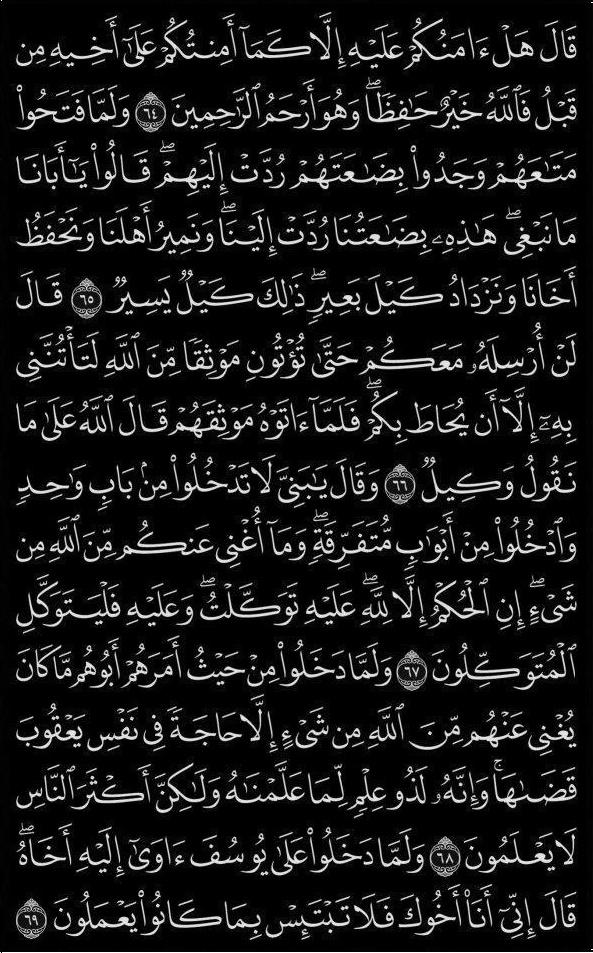 قَالَ هَلْ ءَامَنُكُمْ عَلَيْهِ إِلَّا كَمَآ أَمِنتُكُمْ عَلَىٰٓ أَخِيهِ مِن
قَبْلُ فَٱللَّهُ خَيْرٌ حَٰفِظًا ۖ وَهُوَ أَرْحَمُ ٱلرَّٰحِمِينَ ٦٤ وَلَمَّا فَتَحُوا۟
مَتَٰعَهُمْ وَجَدُوا۟ بِضَٰعَتَهُمْ رُدَّتْ إِلَيْهِمْ ۖ قَالُوا۟ يَٰٓأَبَانَا
مَا نَبْغِى ۖ هَٰذِهِۦ بِضَٰعَتُنَا رُدَّتْ إِلَيْنَا ۖ وَنَمِيرُ أَهْلَنَا وَنَحْفَظُ
أَخَانَا وَنَزْدَادُ كَيْلَ بَعِيرٍ ۖ ذَٰلِكَ كَيْلٌ يَسِيرٌ ٦٥ قَالَ
لَنْ أُرْسِلَهُۥ مَعَكُمْ حَتَّىٰ تُؤْتُونِ مَوْثِقًا مِّنَ ٱللَّهِ لَتَأْتُنَّنِى
بِهِۦٓ إِلَّآ أَن يُحَاطَ بِكُمْ ۖ فَلَمَّآ ءَاتَوْهُ مَوْثِقَهُمْ قَالَ ٱللَّهُ عَلَىٰ مَا
نَقُولُ وَكِيلٌ ٦٦ وَقَالَ يَٰبَنِىَّ لَا تَدْخُلُوا۟ مِنۢ بَابٍ وَٰحِدٍ
وَٱدْخُلُوا۟ مِنْ أَبْوَٰبٍ مُّتَفَرِّقَةٍ ۖ وَمَآ أُغْنِى عَنكُم مِّنَ ٱللَّهِ مِن
شَىْءٍ ۖ إِنِ ٱلْحُكْمُ إِلَّا لِلَّهِ ۖ عَلَيْهِ تَوَكَّلْتُ ۖ وَعَلَيْهِ فَلْيَتَوَكَّلِ
ٱلْمُتَوَكِّلُونَ ٦٧ وَلَمَّا دَخَلُوا۟ مِنْ حَيْثُ أَمَرَهُمْ أَبُوهُم مَّا كَانَ
يُغْنِى عَنْهُم مِّنَ ٱللَّهِ مِن شَىْءٍ إِلَّا حَاجَةً فِى نَفْسِ يَعْقُوبَ
قَضَىٰهَا ۚ وَإِنَّهُۥ لَذُو عِلْمٍ لِّمَا عَلَّمْنَٰهُ وَلَٰكِنَّ أَكْثَرَ ٱلنَّاسِ
لَا يَعْلَمُونَ ٦٨ وَلَمَّا دَخَلُوا۟ عَلَىٰ يُوسُفَ ءَاوَىٰٓ إِلَيْهِ أَخَاهُ ۖ
قَالَ إِنِّىٓ أَنَا۠ أَخُوكَ فَلَا تَبْتَئِسْ بِمَا كَانُوا۟ يَعْمَلُونَ ٦٩